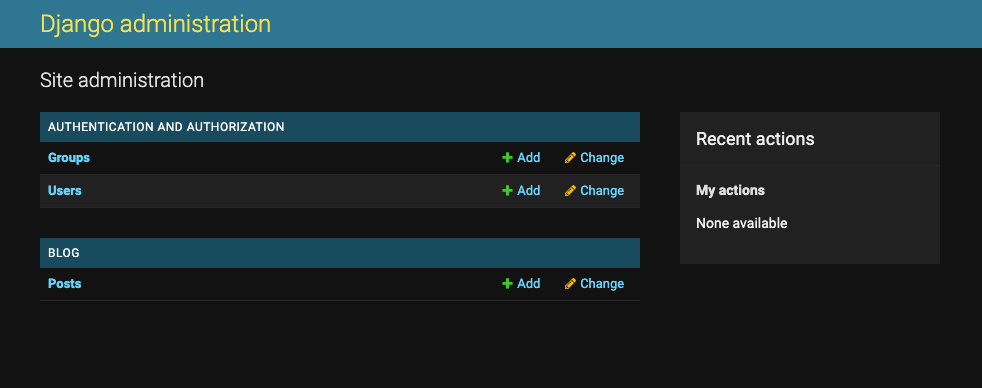 Django administration
Site administration
AUTHENTICATION AND AUTHORIZATION
Groups Add Change
Users Add Change
BLOG
Posts Add Change
Recent actions
My actions
None available